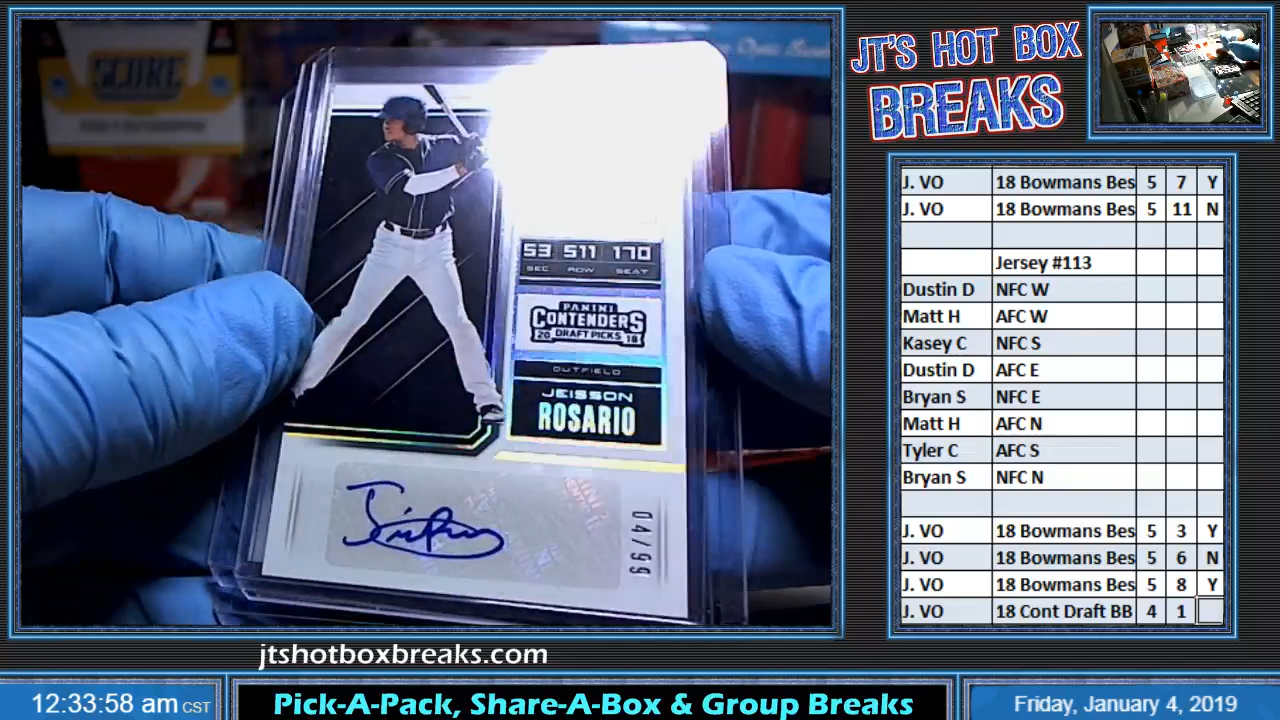 SCORE
JT'S HOT BOX
BREAKS
53 511 170
SEC ROW SEAT
PANINI
CONTENDERS
20 DRAFT PICKS 18
OUTFIELD
JEISSON
ROSARIO
04/99
J. VO 18 Bowmans Bes 5 7 Y
J. VO 18 Bowmans Bes 5 11 N
Jersey #113
Dustin D NFC W
Matt H AFC W
Kasey C NFC S
Dustin D AFC E
Bryan S NFC E
Matt H AFC N
Tyler C AFC S
Bryan S NFC N
J. VO 18 Bowmans Bes 5 3 Y
J. VO 18 Bowmans Bes 5 6 N
J. VO 18 Bowmans Bes 5 8 Y
J. VO 18 Cont Draft BB 4 1
jtshotboxbreaks.com
12:33:58 am CST
Pick-A-Pack, Share-A-Box & Group Breaks
Friday, January 4, 2019